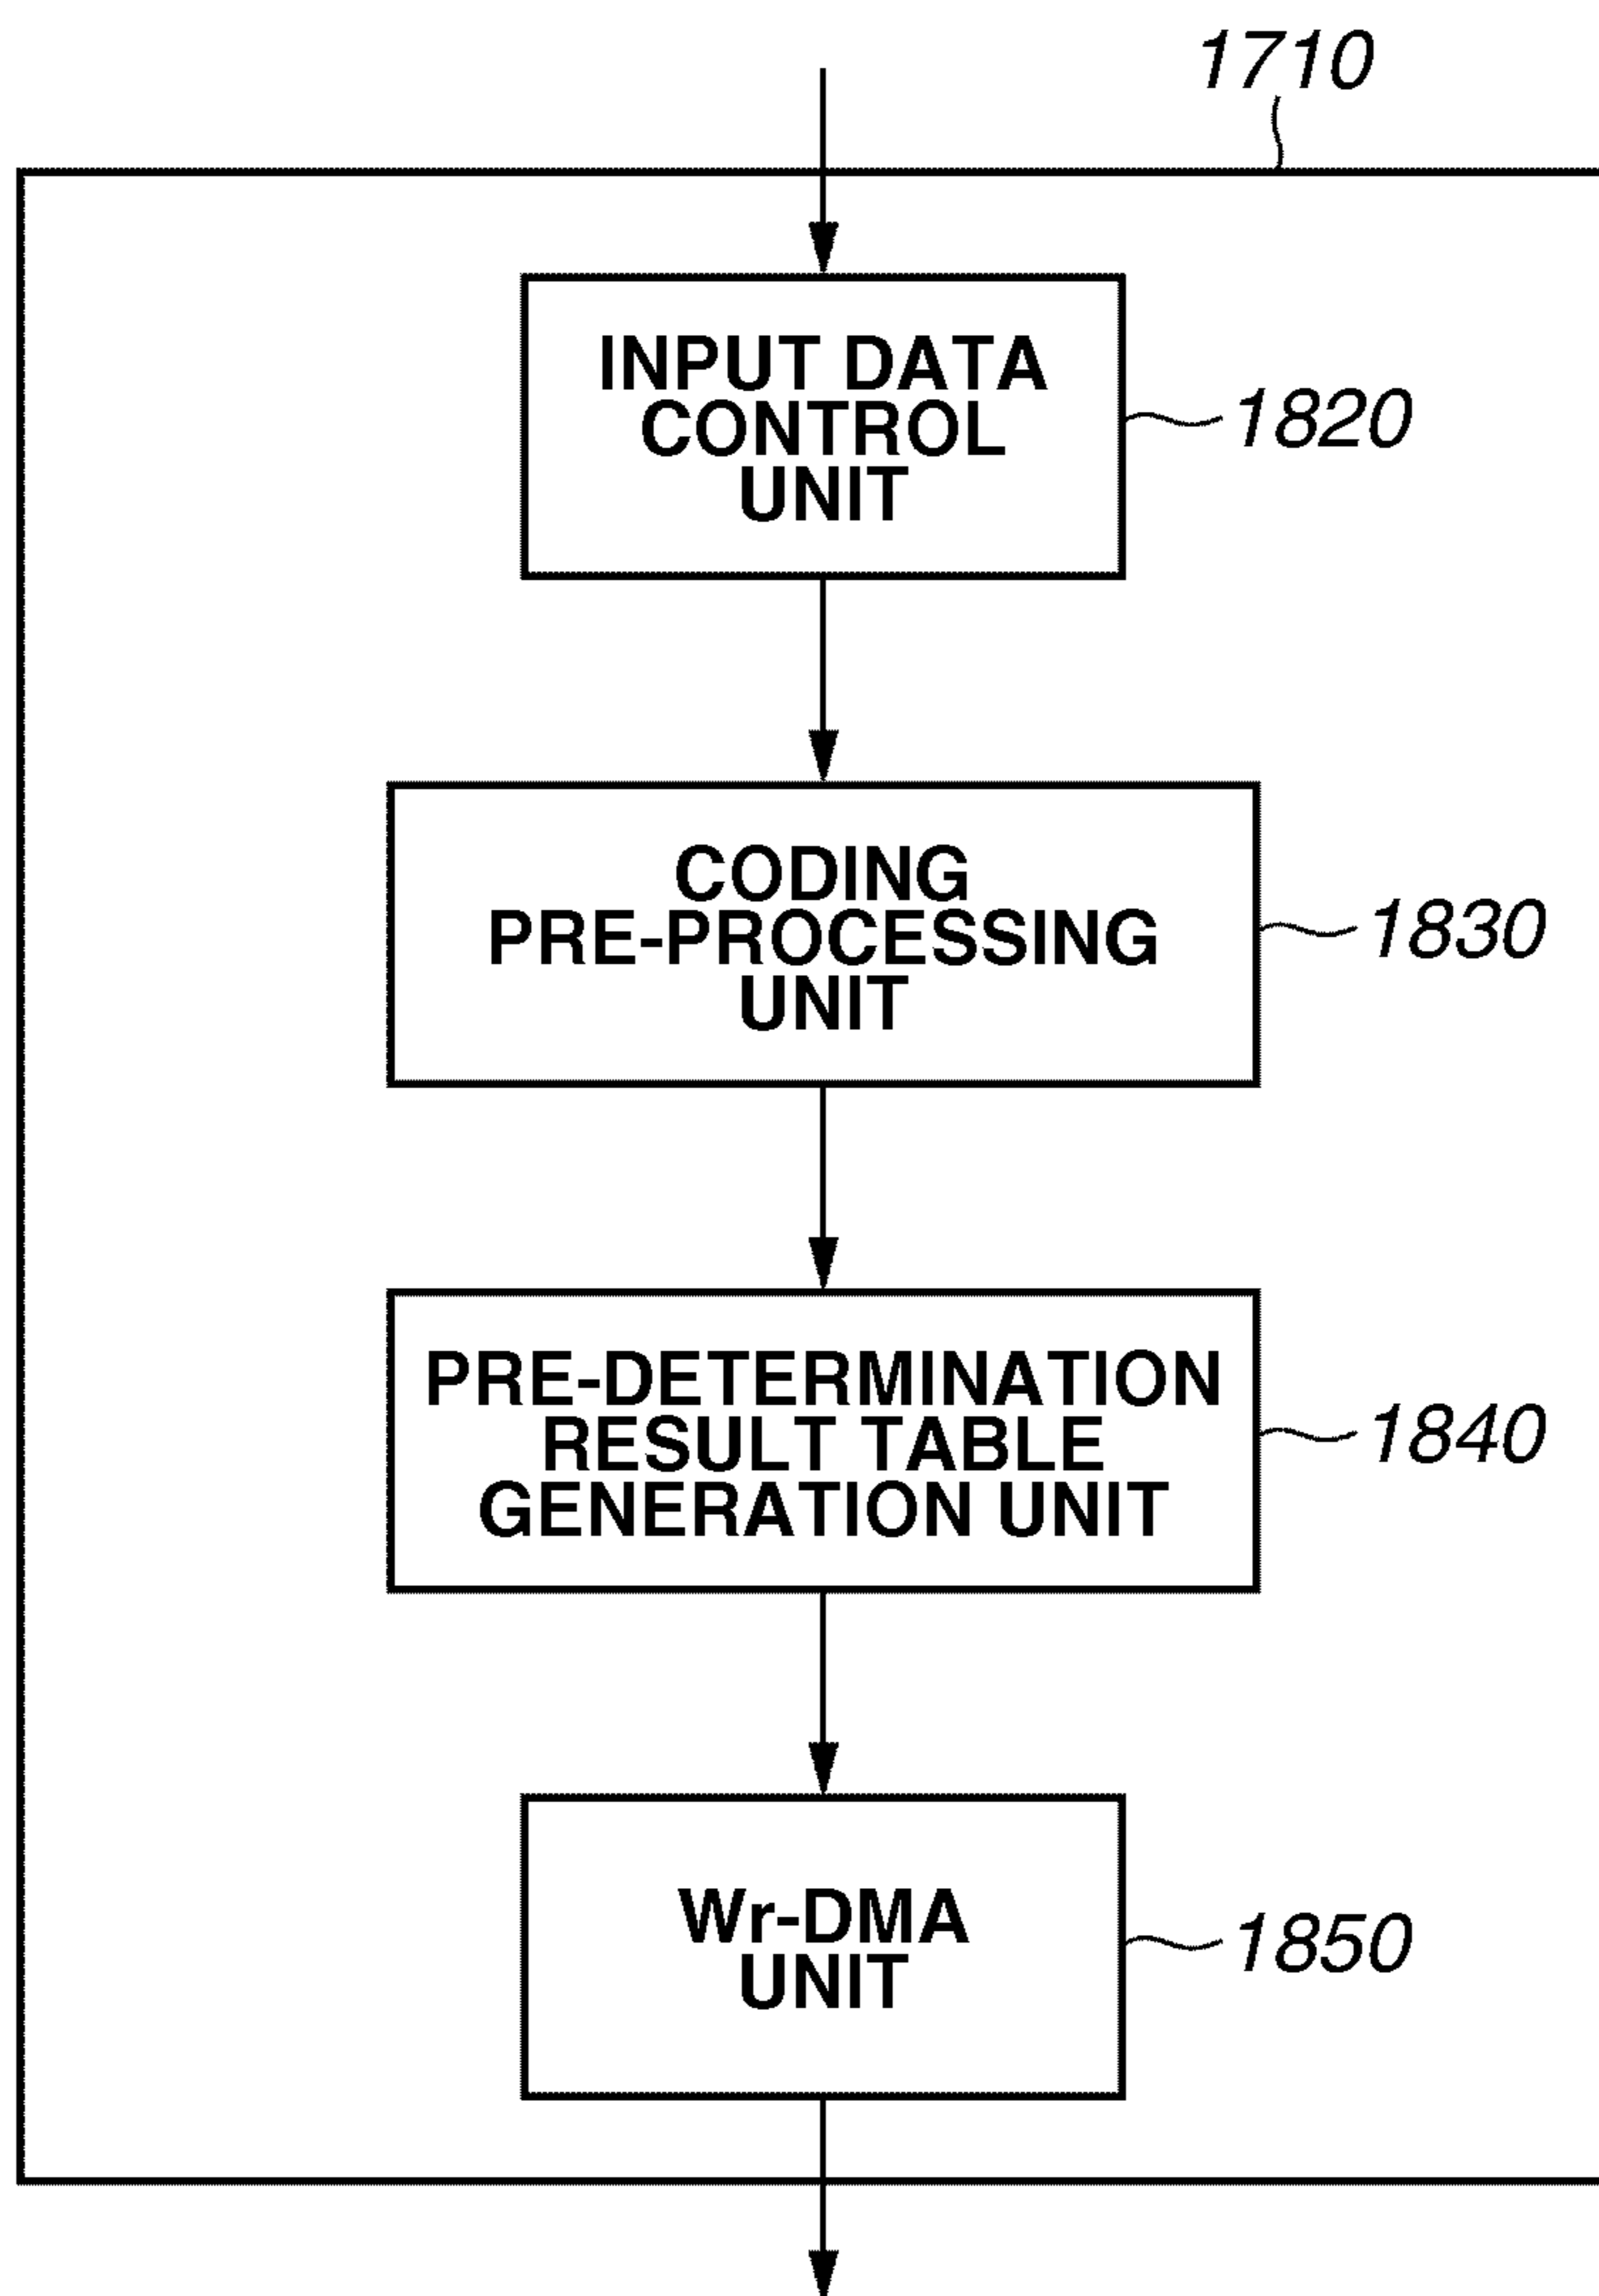 1710
INPUT DATA
CONTROL
UNIT
1820
CODING
PRE-PROCESSING
UNIT
1830
PRE-DETERMINATION
RESULT TABLE
GENERATION UNIT
1840
Wr-DMA
UNIT
1850